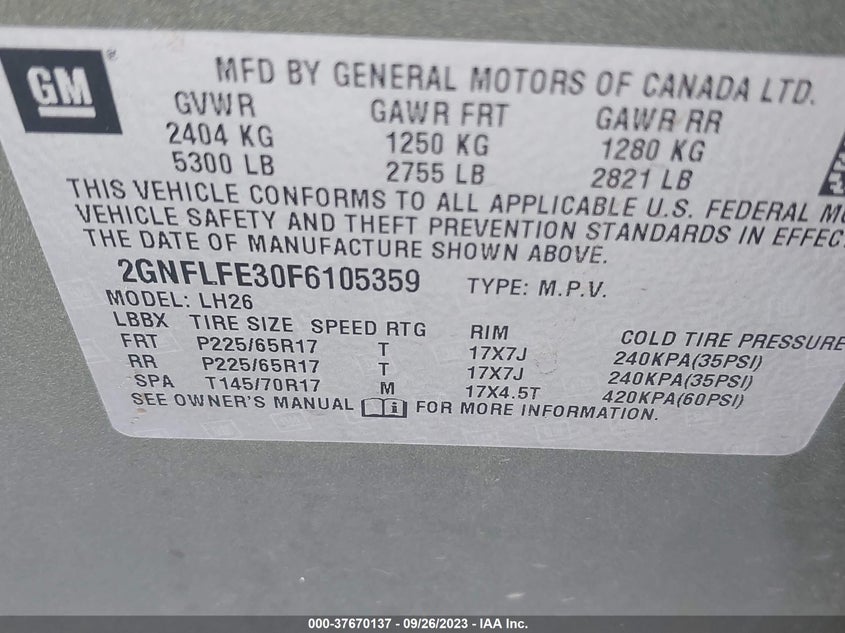 GM®
MFD BY GENERAL MOTORS OF CANADA LTD.
GVWR GAWR FRT GAWR RR
2404 KG 1250 KG 1280 KG
5300 LB 2755 LB 2821 LB
THIS VEHICLE CONFORMS TO ALL APPLICABLE U.S. FEDERAL
VEHICLE SAFETY AND THEFT PREVENTION STANDARDS IN EFFEC
THE DATE OF MANUFACTURE SHOWN ABOVE.
2GNFLFE30F6105359 TYPE: M.P.V.
MODEL: LH26
LBBX TIRE SIZE SPEED RTG RIM COLD TIRE PRESSURE
FRT P225/65R17 T 17X7J 240KPA(35PSI)
RR P225/65R17 T 17X7J 240KPA(35PSI)
SPA T145/70R17 M 17X4.5T 420KPA(60PSI)
SEE OWNER'S MANUAL i FOR MORE INFORMATION.
000-37670137 - 09/26/2023 - IAA Inc.